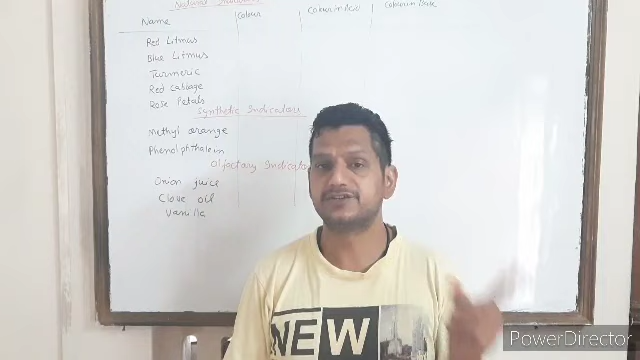 Natural Indicators
Name Colour Colour in Acid Colour in Base
Red Litmus
Blue Litmus
Turmeric
Red Cabbage
Rose Petals
Synthetic Indicators
Methyl orange
Phenolphthalein
Olfactory Indicators
Onion juice
Clove oil
Vanilla
NEW
PowerDirector